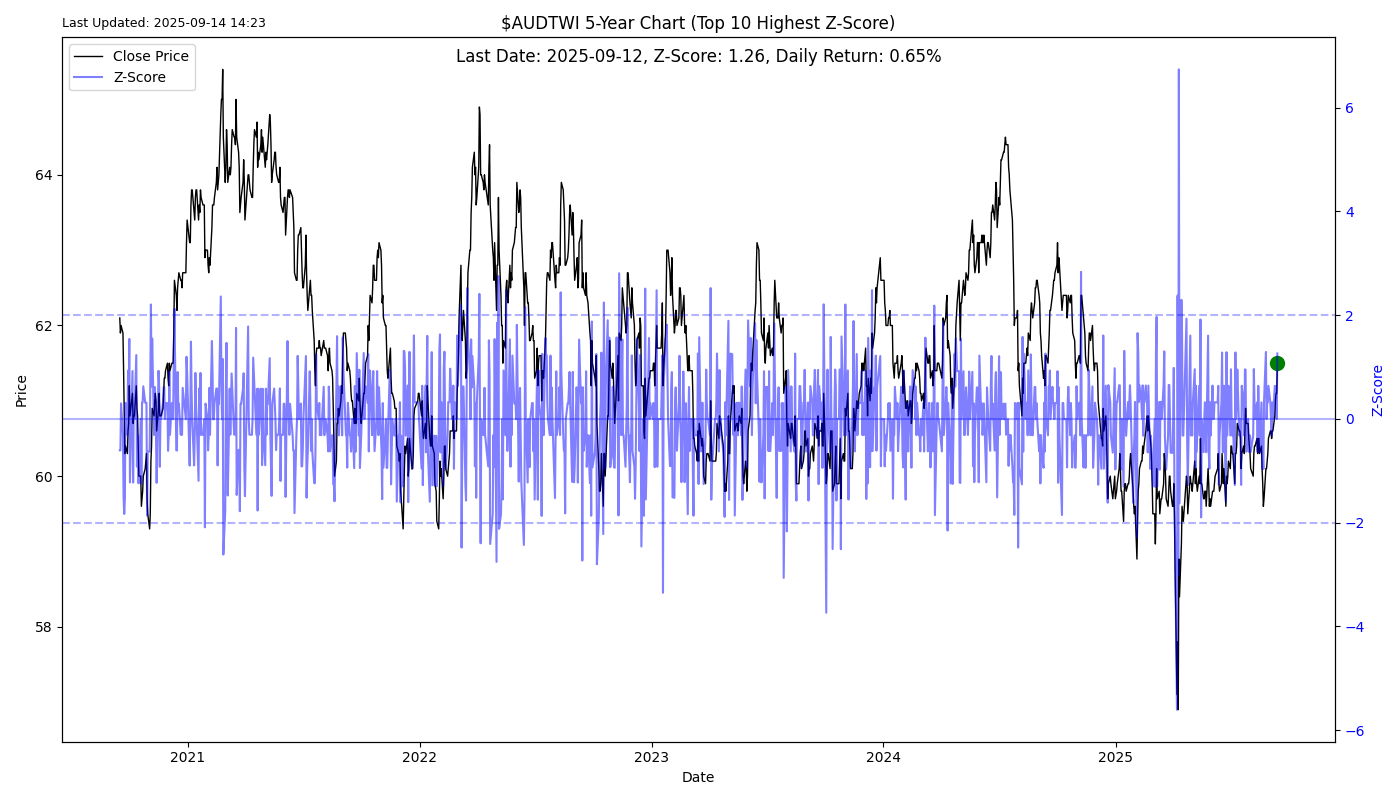 Last Updated: 2025-09-14 14:23
$AUDTWI 5-Year Chart (Top 10 Highest Z-Score)
Last Date: 2025-09-12, Z-Score: 1.26, Daily Return: 0.65%
Close Price
Z-Score
Price
64
62
60
58
6
4
2
0
−2
−4
−6
Z-Score
2021
2022
2023
2024
2025
Date